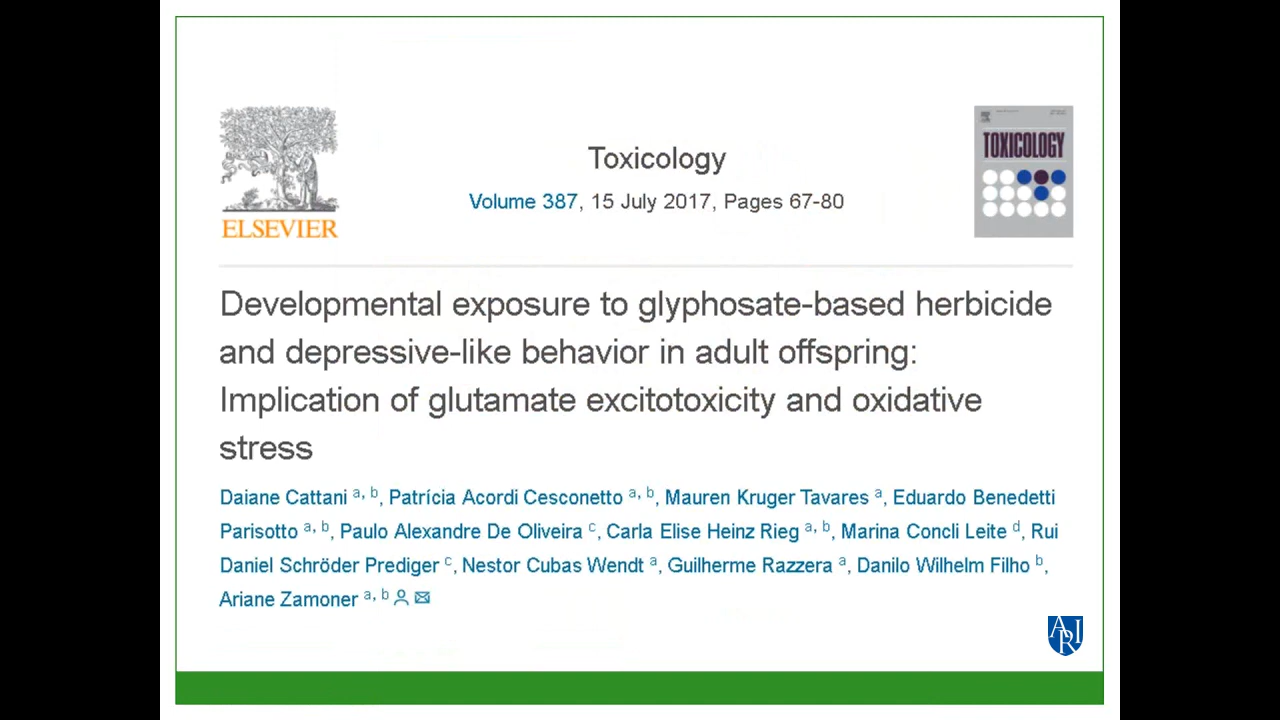 ELSEVIER
Toxicology
Volume 387, 15 July 2017, Pages 67-80
TOXICOLOGY
Developmental exposure to glyphosate-based herbicide
and depressive-like behavior in adult offspring:
Implication of glutamate excitotoxicity and oxidative
stress
Daiane Cattani a, b, Patrícia Acordi Cesconetto a, b, Mauren Kruger Tavares a, Eduardo Benedetti
Parisotto a, b, Paulo Alexandre De Oliveira c, Carla Elise Heinz Rieg a, b, Marina Concli Leite d, Rui
Daniel Schröder Prediger c, Nestor Cubas Wendt a, Guilherme Razzera a, Danilo Wilhelm Filho b,
Ariane Zamoner a, b
ARI